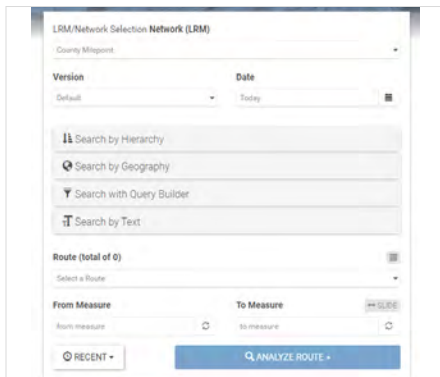 LRM/Network Selection Network (LRM)
County Milepoint
Version Date
Default Today
Search by Hierarchy
Search by Geography
Search with Query Builder
Search by Text
Route (total of 0)
Select a Route
From Measure To Measure SLIDE
from measure to measure
RECENT ANALYZE ROUTE